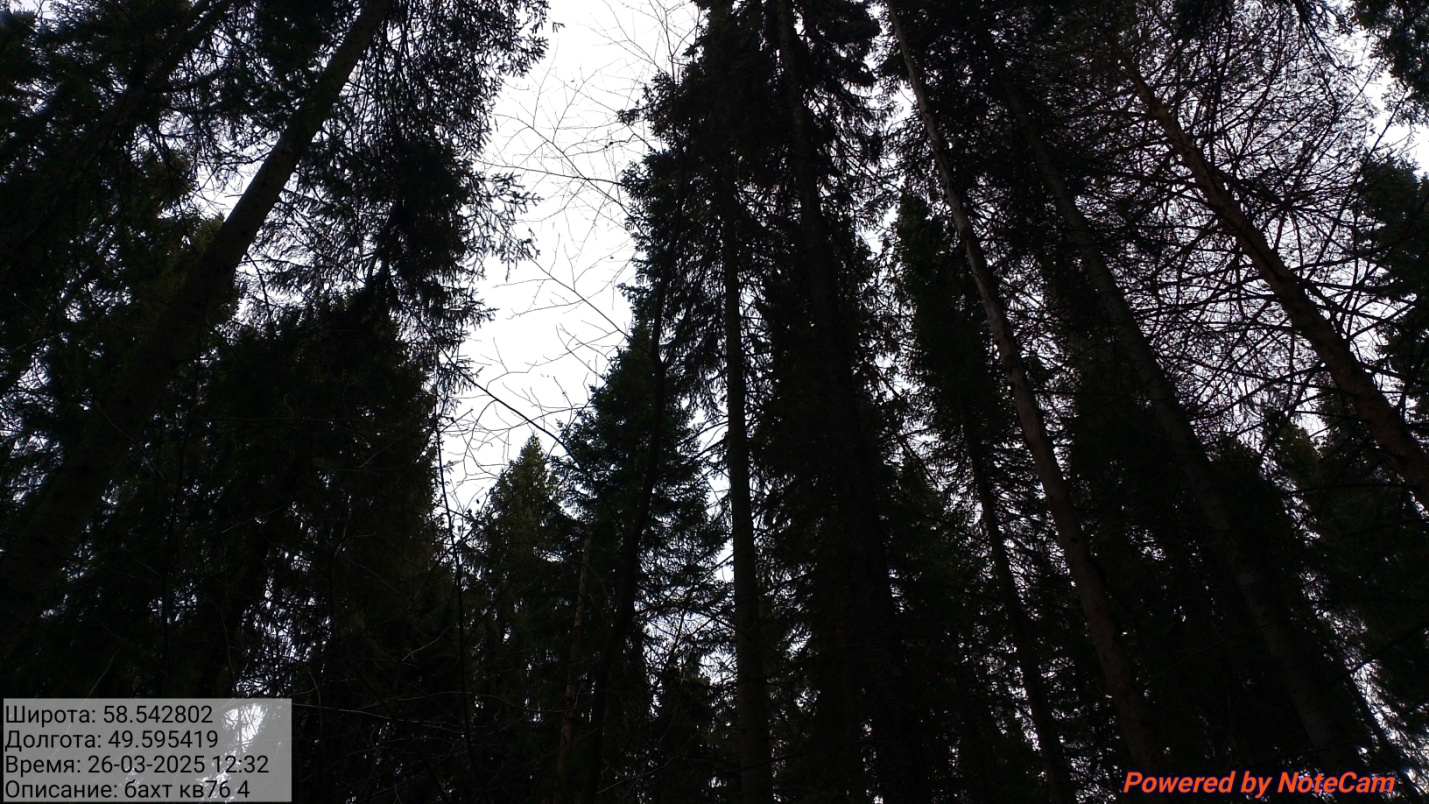 Широта: 58.542802
Долгота: 49.595419
Время: 26-03-2025 12:32
Описание: бахт кв76 4
Powered by NoteCam